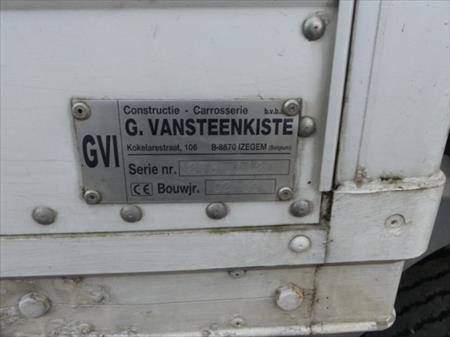 Constructie - Carrosserie
GVI
G. VANSTEENKISTE
Kokelarestraat, 106 B-8870 IZEGEM (Belgium)
Serie nr.
CE Bouwjr.